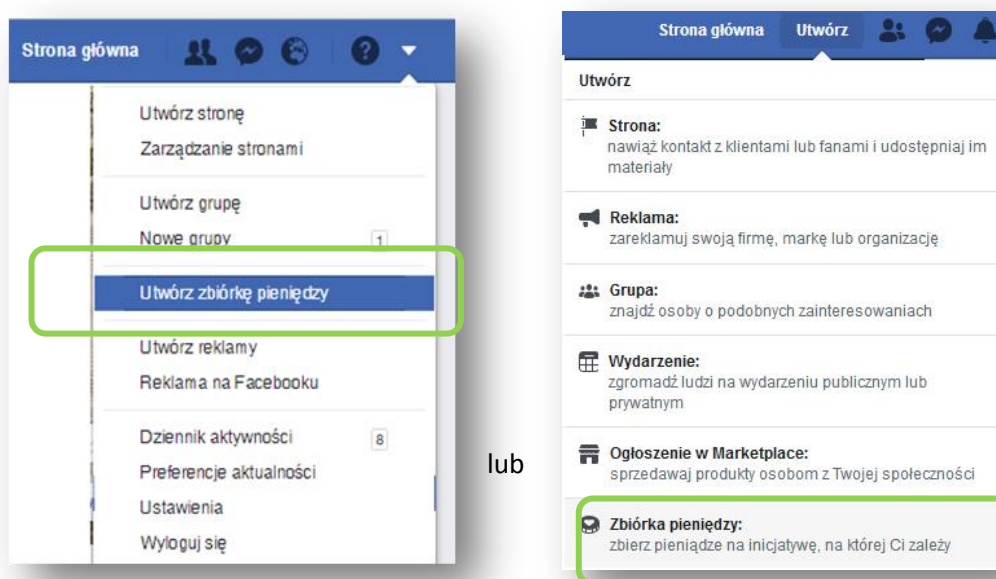 Strona główna
Utwórz stronę
Zarządzanie stronami
Utwórz grupę
Nowe grupy 1
Utwórz zbiórkę pieniędzy
Utwórz reklamy
Reklama na Facebooku
Dziennik aktywności 8
Preferencje aktualności
Ustawienia
Wyloguj się
lub
Strona główna Utwórz
Utwórz
Strona:
nawiąż kontakt z klientami lub fanami i udostępniaj im
materiały
Reklama:
zareklamuj swoją firmę, markę lub organizację
Grupa:
znajdź osoby o podobnych zainteresowaniach
Wydarzenie:
zgromadź ludzi na wydarzeniu publicznym lub
prywatnym
Ogłoszenie w Marketplace:
sprzedawaj produkty osobom z Twojej społeczności
Zbiórka pieniędzy:
zbierz pieniądze na inicjatywę, na której Ci zależy